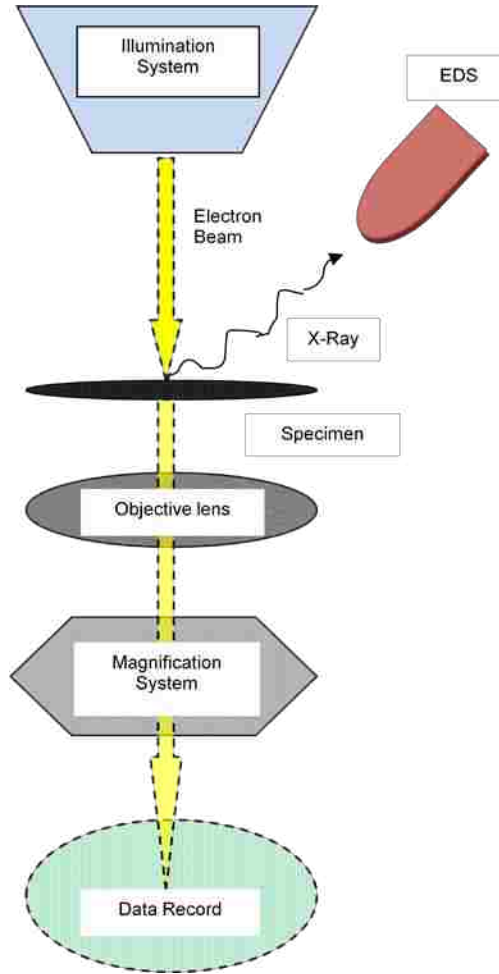 Illumination
System
EDS
Electron
Beam
X-Ray
Specimen
Objective lens
Magnification
System
Data Record